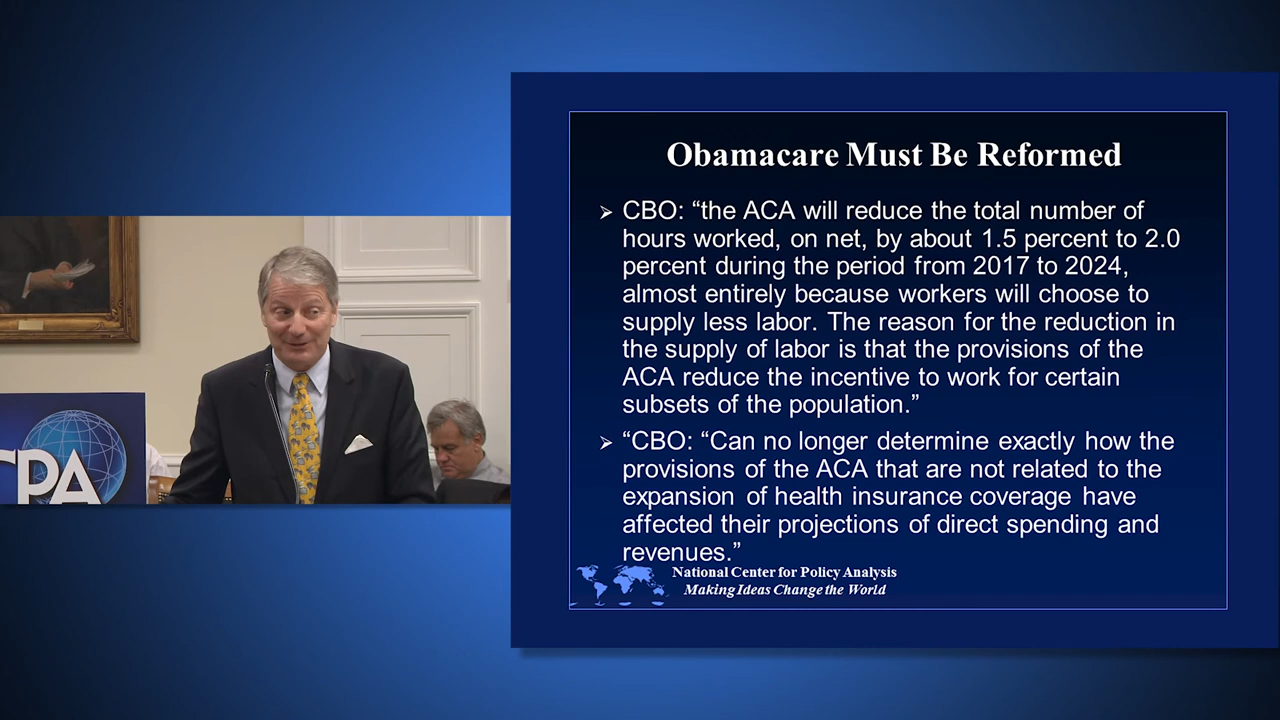 Obamacare Must Be Reformed
➢ CBO: “the ACA will reduce the total number of
hours worked, on net, by about 1.5 percent to 2.0
percent during the period from 2017 to 2024,
almost entirely because workers will choose to
supply less labor. The reason for the reduction in
the supply of labor is that the provisions of the
ACA reduce the incentive to work for certain
subsets of the population.”
➢ “CBO: “Can no longer determine exactly how the
provisions of the ACA that are not related to the
expansion of health insurance coverage have
affected their projections of direct spending and
revenues.”
National Center for Policy Analysis
Making Ideas Change the World
CPA